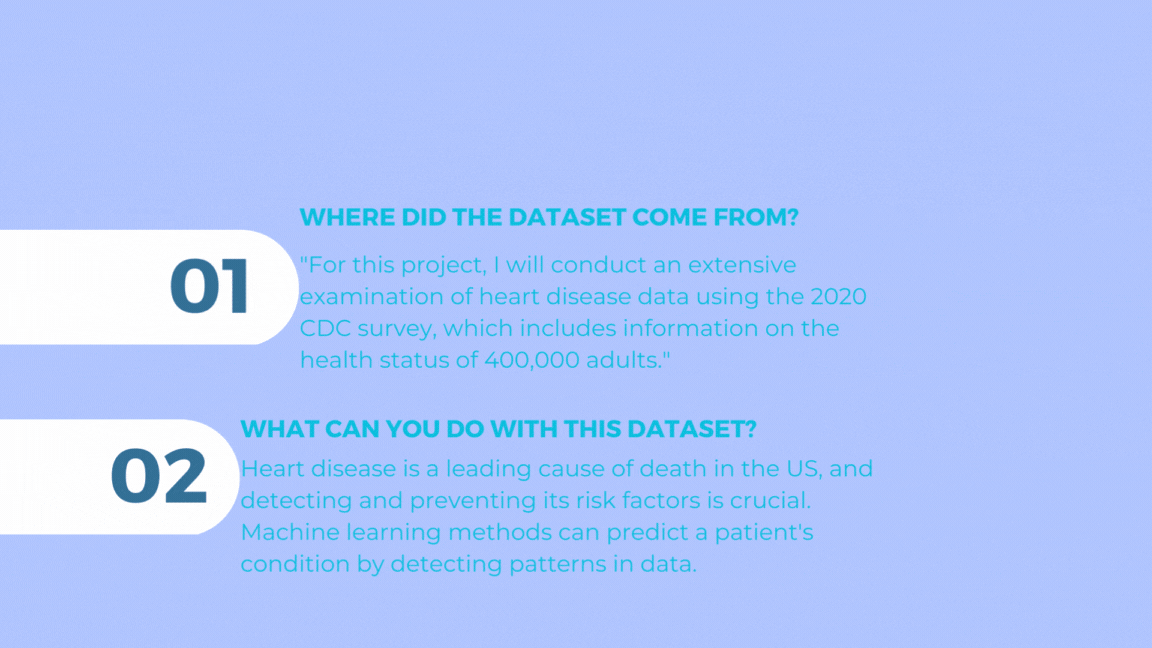 WHERE DID THE DATASET COME FROM?
01
"For this project, I will conduct an extensive
examination of heart disease data using the 2020
CDC survey, which includes information on the
health status of 400,000 adults."
WHAT CAN YOU DO WITH THIS DATASET?
02
Heart disease is a leading cause of death in the US, and
detecting and preventing its risk factors is crucial.
Machine learning methods can predict a patient's
condition by detecting patterns in data.